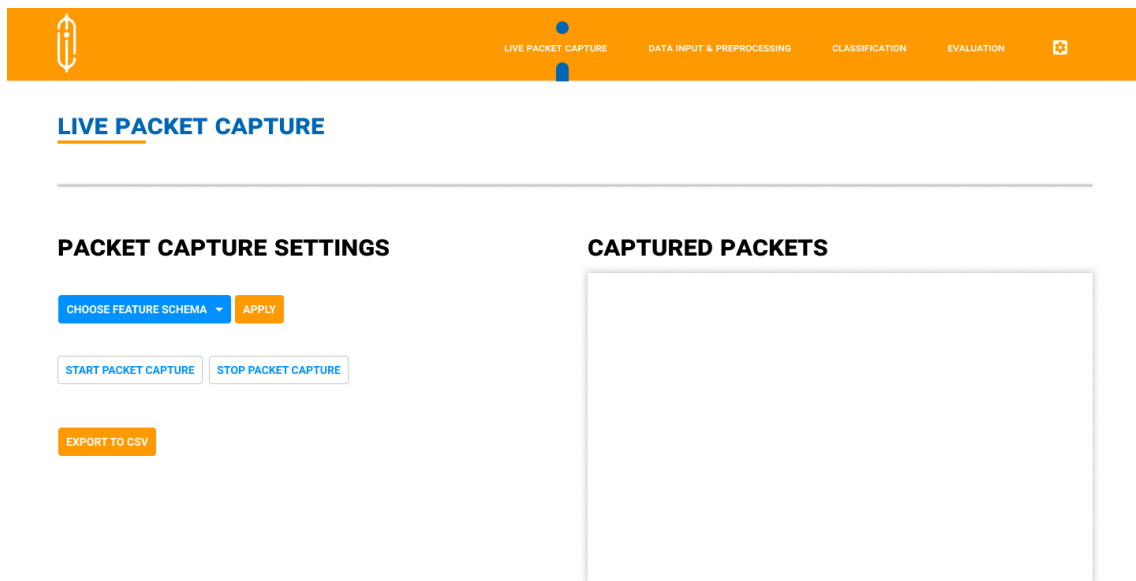 LIVE PACKET CAPTURE DATA INPUT & PREPROCESSING CLASSIFICATION EVALUATION
LIVE PACKET CAPTURE
PACKET CAPTURE SETTINGS
CHOOSE FEATURE SCHEMA APPLY
START PACKET CAPTURE STOP PACKET CAPTURE
EXPORT TO CSV
CAPTURED PACKETS